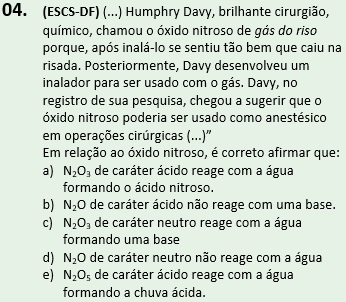 04. (ESCS-DF) (...) Humphry Davy, brilhante cirurgião,
químico, chamou o óxido nitroso de gás do riso
porque, após inalá-lo se sentiu tão bem que caiu na
risada. Posteriormente, Davy desenvolveu um
inalador para ser usado com o gás. Davy, no
registro de sua pesquisa, chegou a sugerir que o
óxido nitroso poderia ser usado como anestésico
em operações cirúrgicas (...)”
Em relação ao óxido nitroso, é correto afirmar que:
a) N₂O₃ de caráter ácido reage com a água
formando o ácido nitroso.
b) N₂O de caráter ácido não reage com uma base.
c) N₂O₃ de caráter neutro reage com a água
formando uma base
d) N₂O de caráter neutro não reage com a água
e) N₂O₅ de caráter ácido reage com a água
formando a chuva ácida.